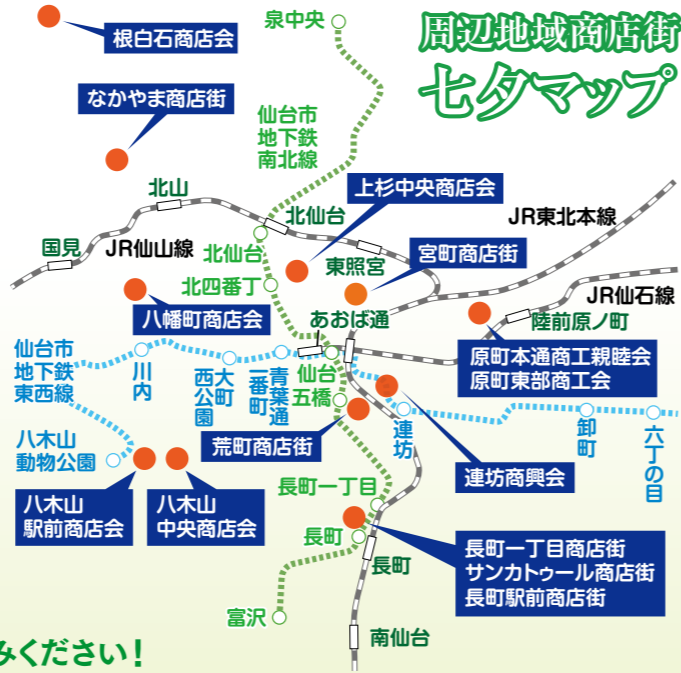 周辺地域商店街
七夕マップ
根白石商店会
泉中央
なかやま商店街
仙台市
地下鉄
南北線
北山
上杉中央商店会
北仙台
JR東北本線
国見
JR仙山線
北仙台
東照宮
宮町商店街
北四番丁
JR仙石線
八幡町商店会
あおば通
陸前原ノ町
仙台市
地下鉄
東西線
川内
大町
西公園
青葉通
一番町
仙台
五橋
原町本通商工親睦会
原町東部商工会
連坊
卸町
六丁の目
荒町商店街
八木山
動物公園
連坊商興会
八木山
駅前商店会
八木山
中央商店会
長町一丁目
長町
長町
長町一丁目商店街
サンカトゥール商店街
長町駅前商店街
富沢
南仙台
みください！